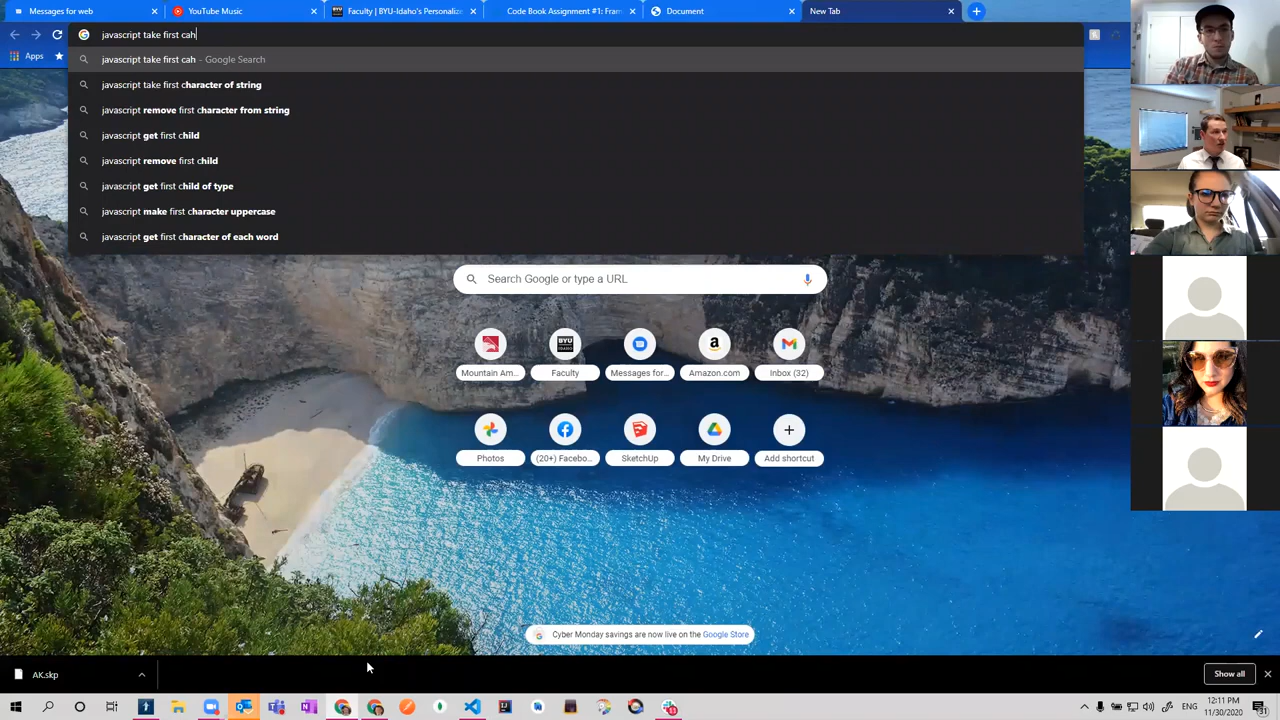 Messages for web
YouTube Music
Faculty | BYU-Idaho's Personalize
Code Book Assignment #1: Fram
Document
New Tab
javascript take first cah
Apps
javascript take first cah - Google Search
javascript take first character of string
javascript remove first character from string
javascript get first child
javascript remove first child
javascript get first child of type
javascript make first character uppercase
javascript get first character of each word
Search Google or type a URL
Mountain Am...
Faculty
Messages for...
Amazon.com
Inbox (32)
Photos
(20+) Facebo...
SketchUp
My Drive
Add shortcut
Cyber Monday savings are now live on the Google Store
AK.skp
Show all
ENG
12:11 PM
11/30/2020